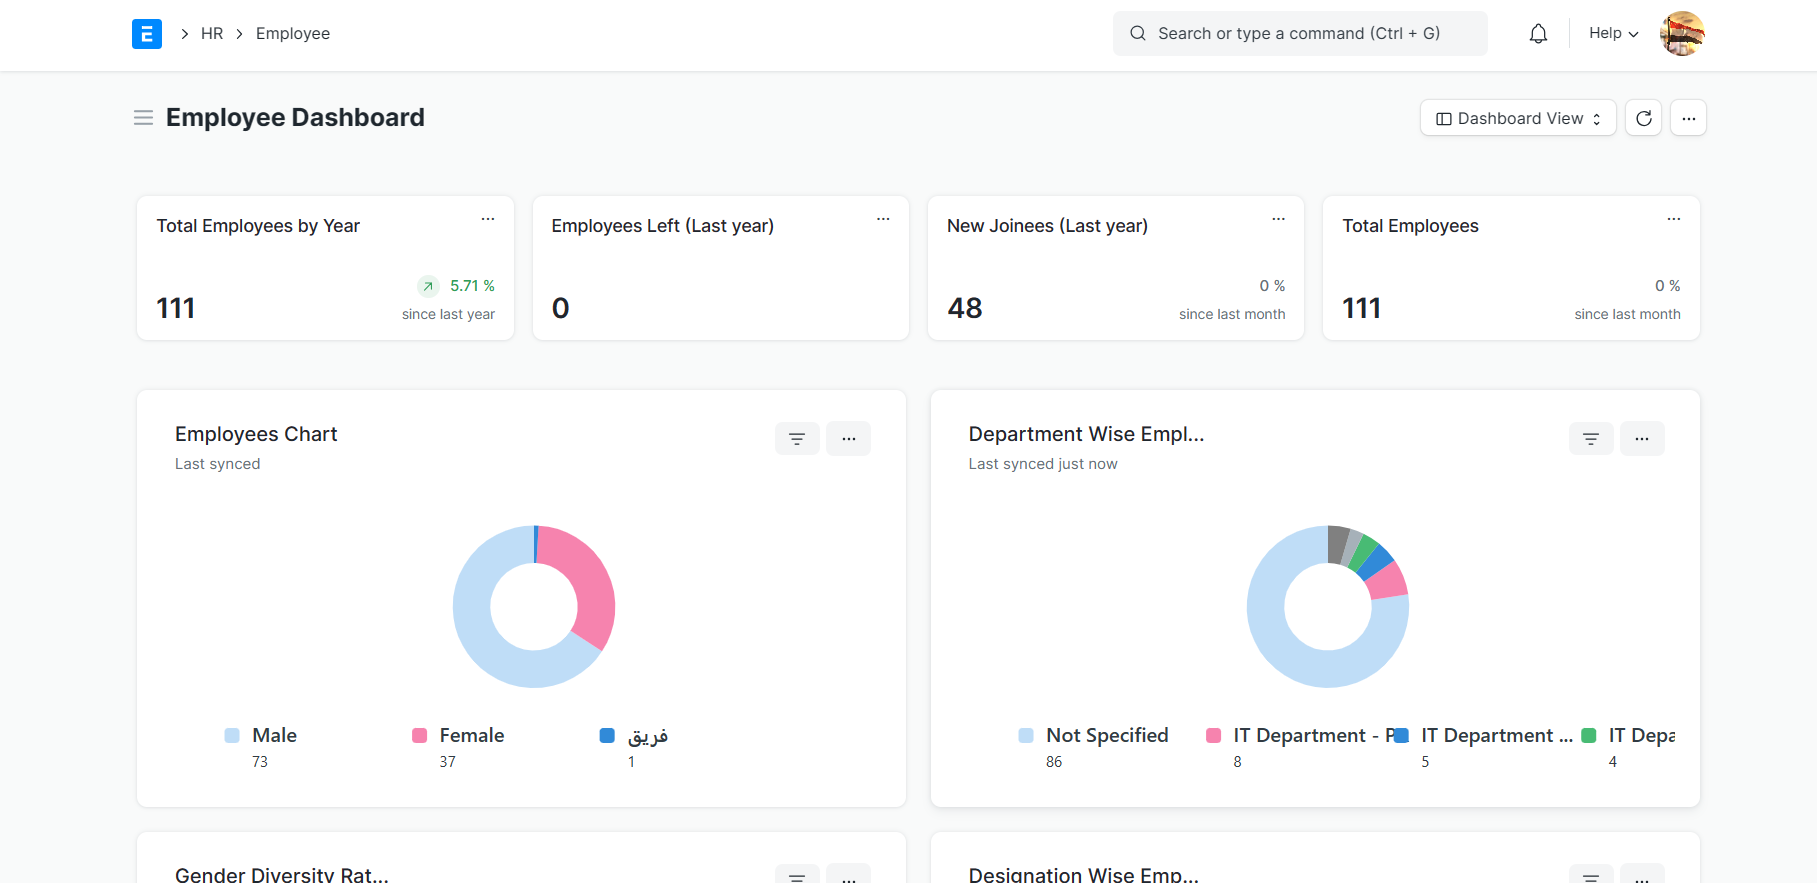 E
HR
Employee
Search or type a command (Ctrl + G)
Help
Employee Dashboard
Dashboard View
Total Employees by Year
111
5.71 %
since last year
Employees Left (Last year)
0
New Joinees (Last year)
48
0 %
since last month
Total Employees
111
0 %
since last month
Employees Chart
Last synced
Male
73
Female
37
فريق
1
Department Wise Empl...
Last synced just now
Not Specified
86
IT Department - P
8
IT Department ...
5
IT Depa
4
Gender Diversity Rat...
Designation Wise Emp...